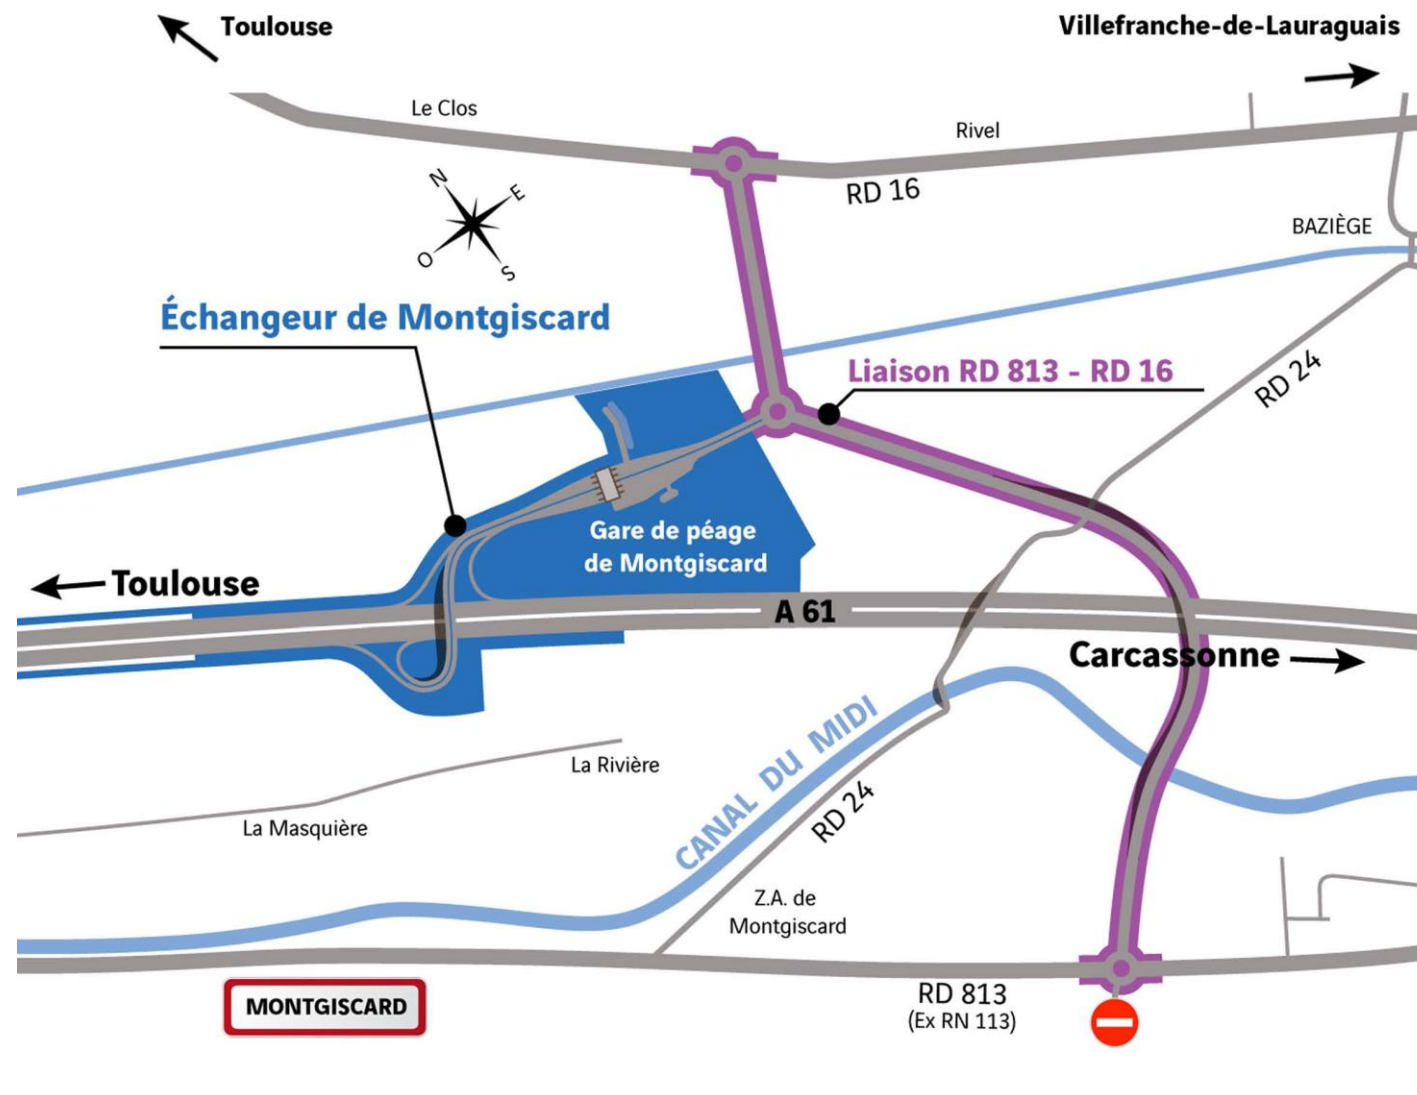 Toulouse
Villefranche-de-Lauraguais
Le Clos
Rivel
RD 16
N
E
O
S
BAZIÈGE
Échangeur de Montgiscard
Liaison RD 813 - RD 16
RD 24
Gare de péage
de Montgiscard
Toulouse
A 61
Carcassonne
CANAL DU MIDI
La Rivière
RD 24
La Masquière
Z.A. de
Montgiscard
MONTGISCARD
RD 813
(Ex RN 113)